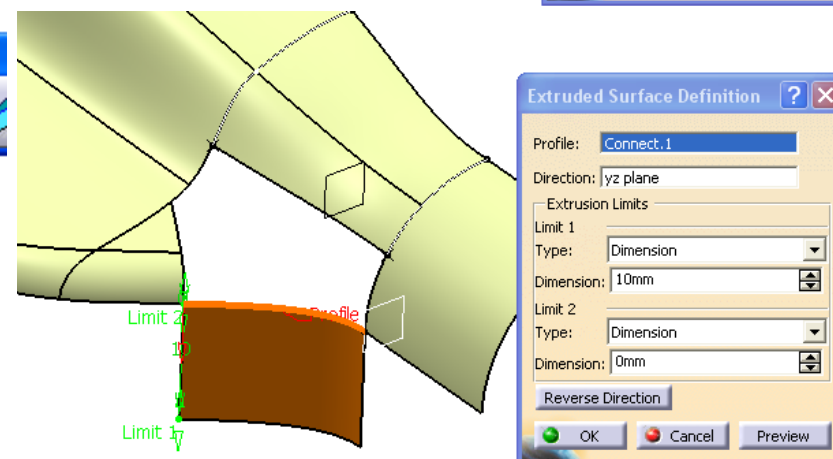 Limit 2
Profile
10
Limit 1
Extruded Surface Definition
Profile: Connect.1
Direction: yz plane
Extrusion Limits
Limit 1
Type: Dimension
Dimension: 10mm
Limit 2
Type: Dimension
Dimension: 0mm
Reverse Direction
OK Cancel Preview